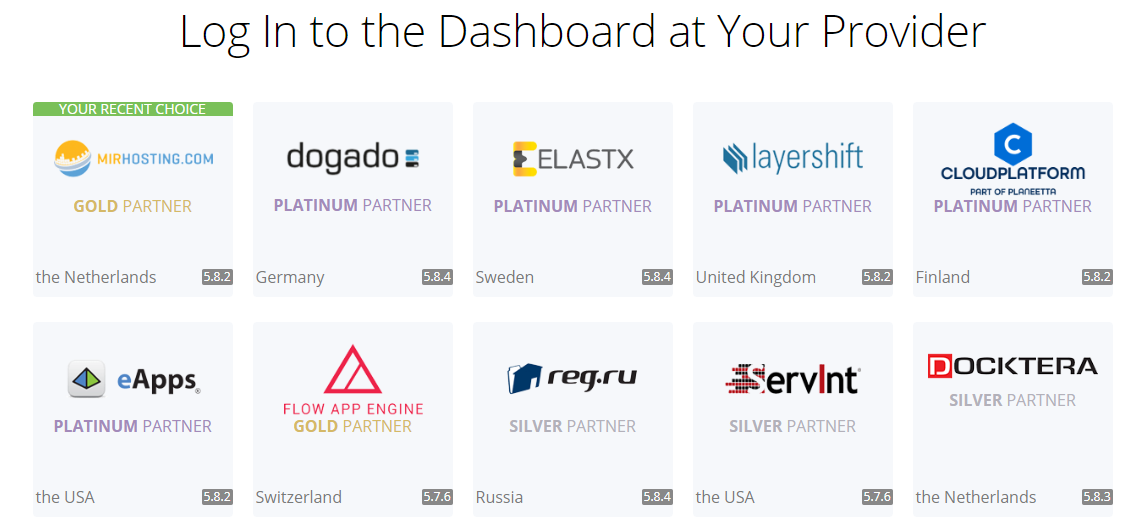 Log In to the Dashboard at Your Provider
YOUR RECENT CHOICE
MIRHOSTING.COM
GOLD PARTNER
the Netherlands 5.8.2
dogado
PLATINUM PARTNER
Germany 5.8.4
ELASTX
PLATINUM PARTNER
Sweden 5.8.4
layershift
PLATINUM PARTNER
United Kingdom 5.8.2
C
CLOUDPLATFORM
PART OF PLANEETTA
PLATINUM PARTNER
Finland 5.8.2
eApps®
PLATINUM PARTNER
the USA 5.8.2
FLOW APP ENGINE
GOLD PARTNER
Switzerland 5.7.6
reg.ru
SILVER PARTNER
Russia 5.8.4
ServInt
SILVER PARTNER
the USA 5.7.6
DOCKTERA
SILVER PARTNER
the Netherlands 5.8.3